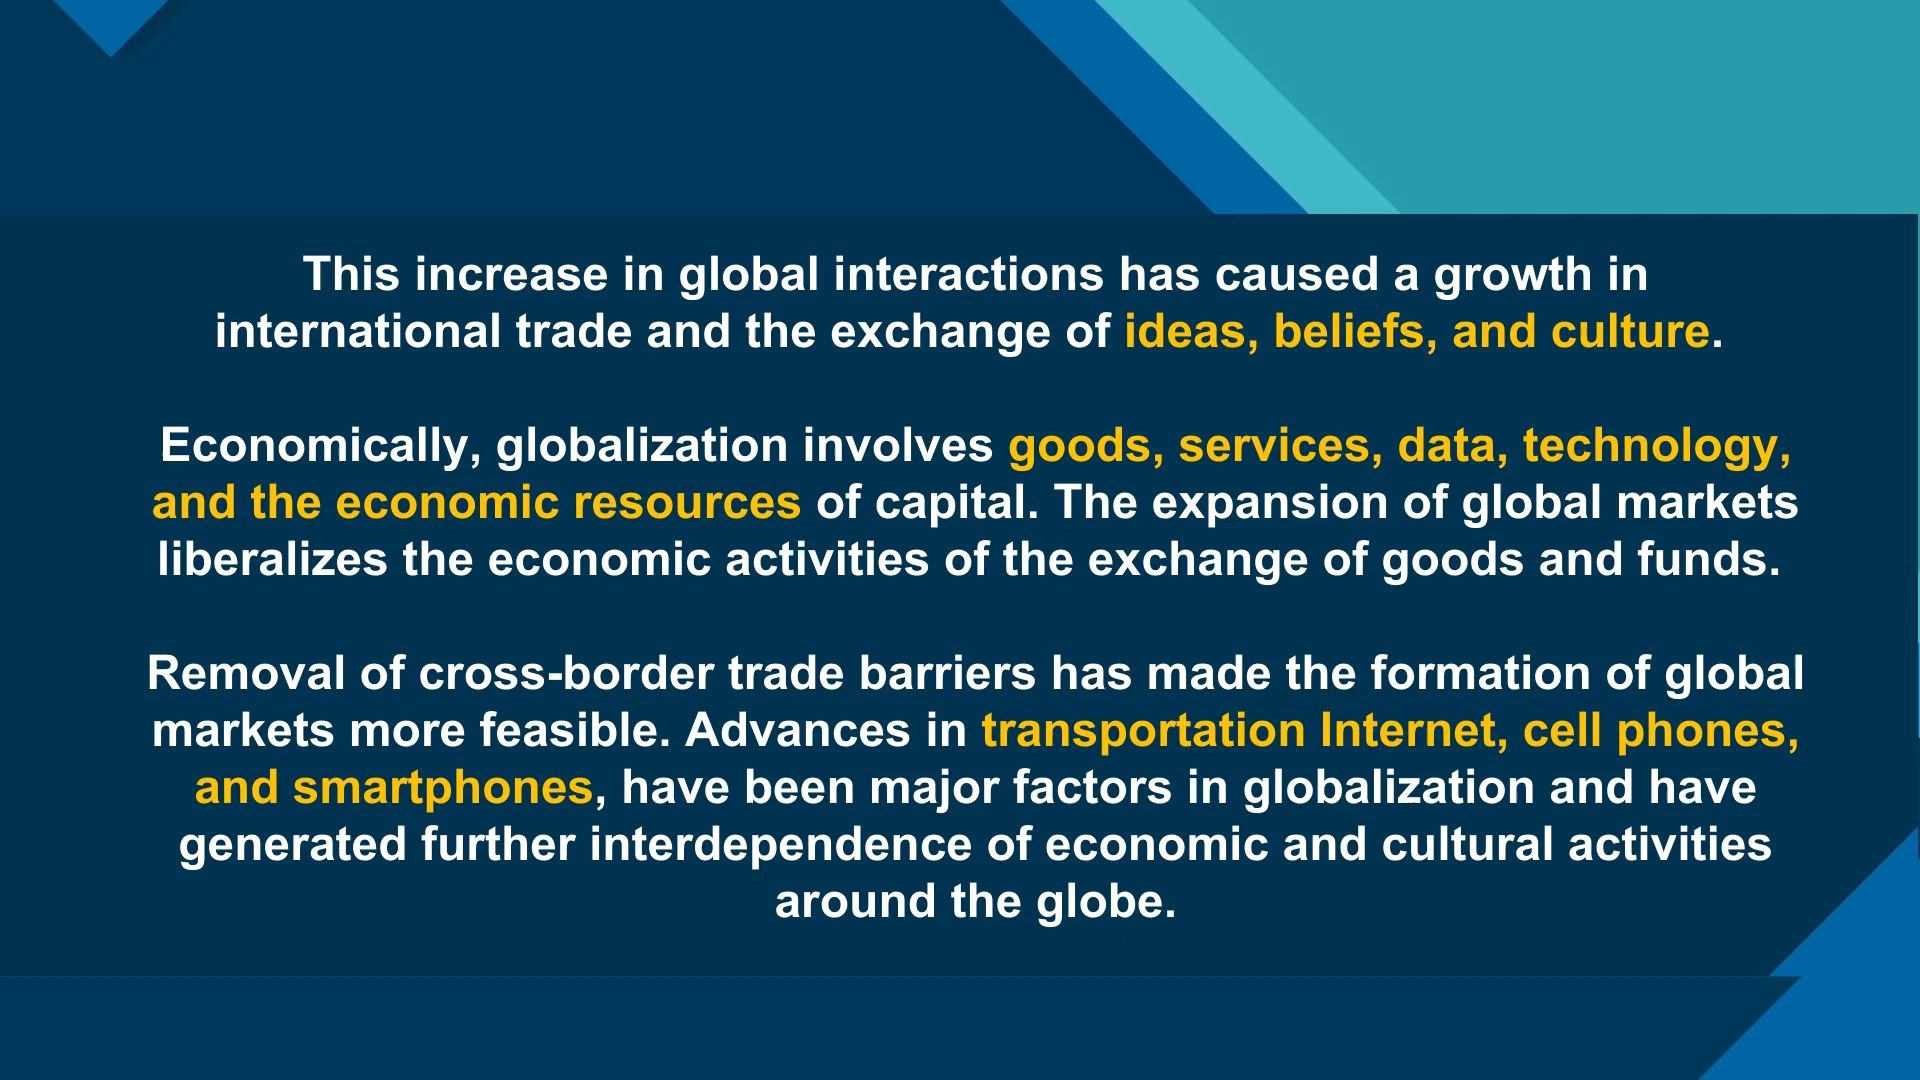 This increase in global interactions has caused a growth in
international trade and the exchange of ideas, beliefs, and culture.
Economically, globalization involves goods, services, data, technology,
and the economic resources of capital. The expansion of global markets
liberalizes the economic activities of the exchange of goods and funds.
Removal of cross-border trade barriers has made the formation of global
markets more feasible. Advances in transportation Internet, cell phones,
and smartphones, have been major factors in globalization and have
generated further interdependence of economic and cultural activities
around the globe.